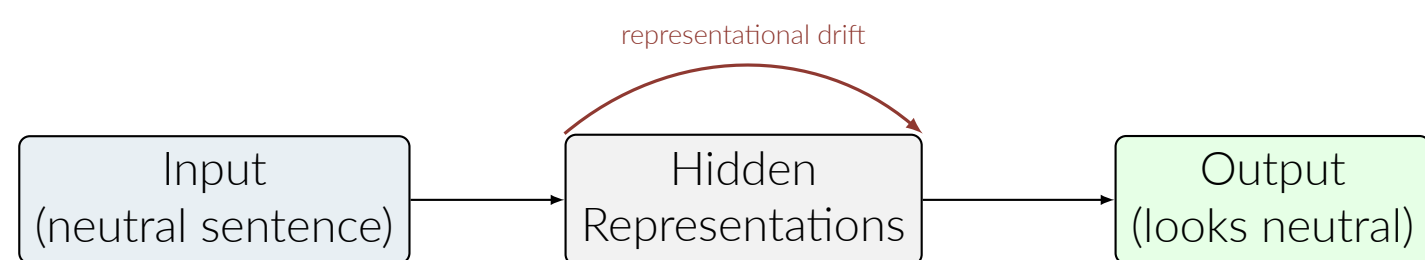 representational drift
Input
(neutral sentence)
Hidden
Representations
Output
(looks neutral)